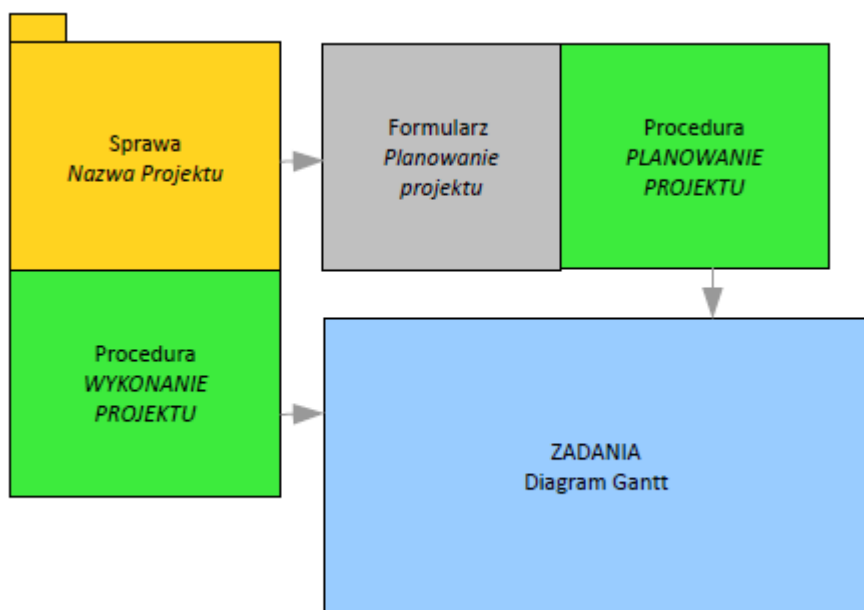 Sprawa
Nazwa Projektu
Formularz
Planowanie
projektu
Procedura
PLANOWANIE
PROJEKTU
Procedura
WYKONANIE
PROJEKTU
ZADANIA
Diagram Gantt